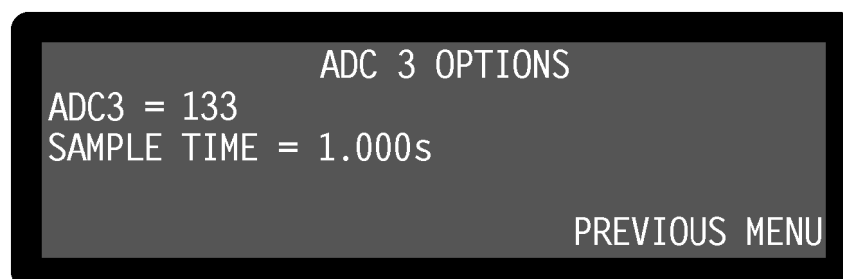 ADC 3 OPTIONS
ADC3 = 133
SAMPLE TIME = 1.000s
PREVIOUS MENU